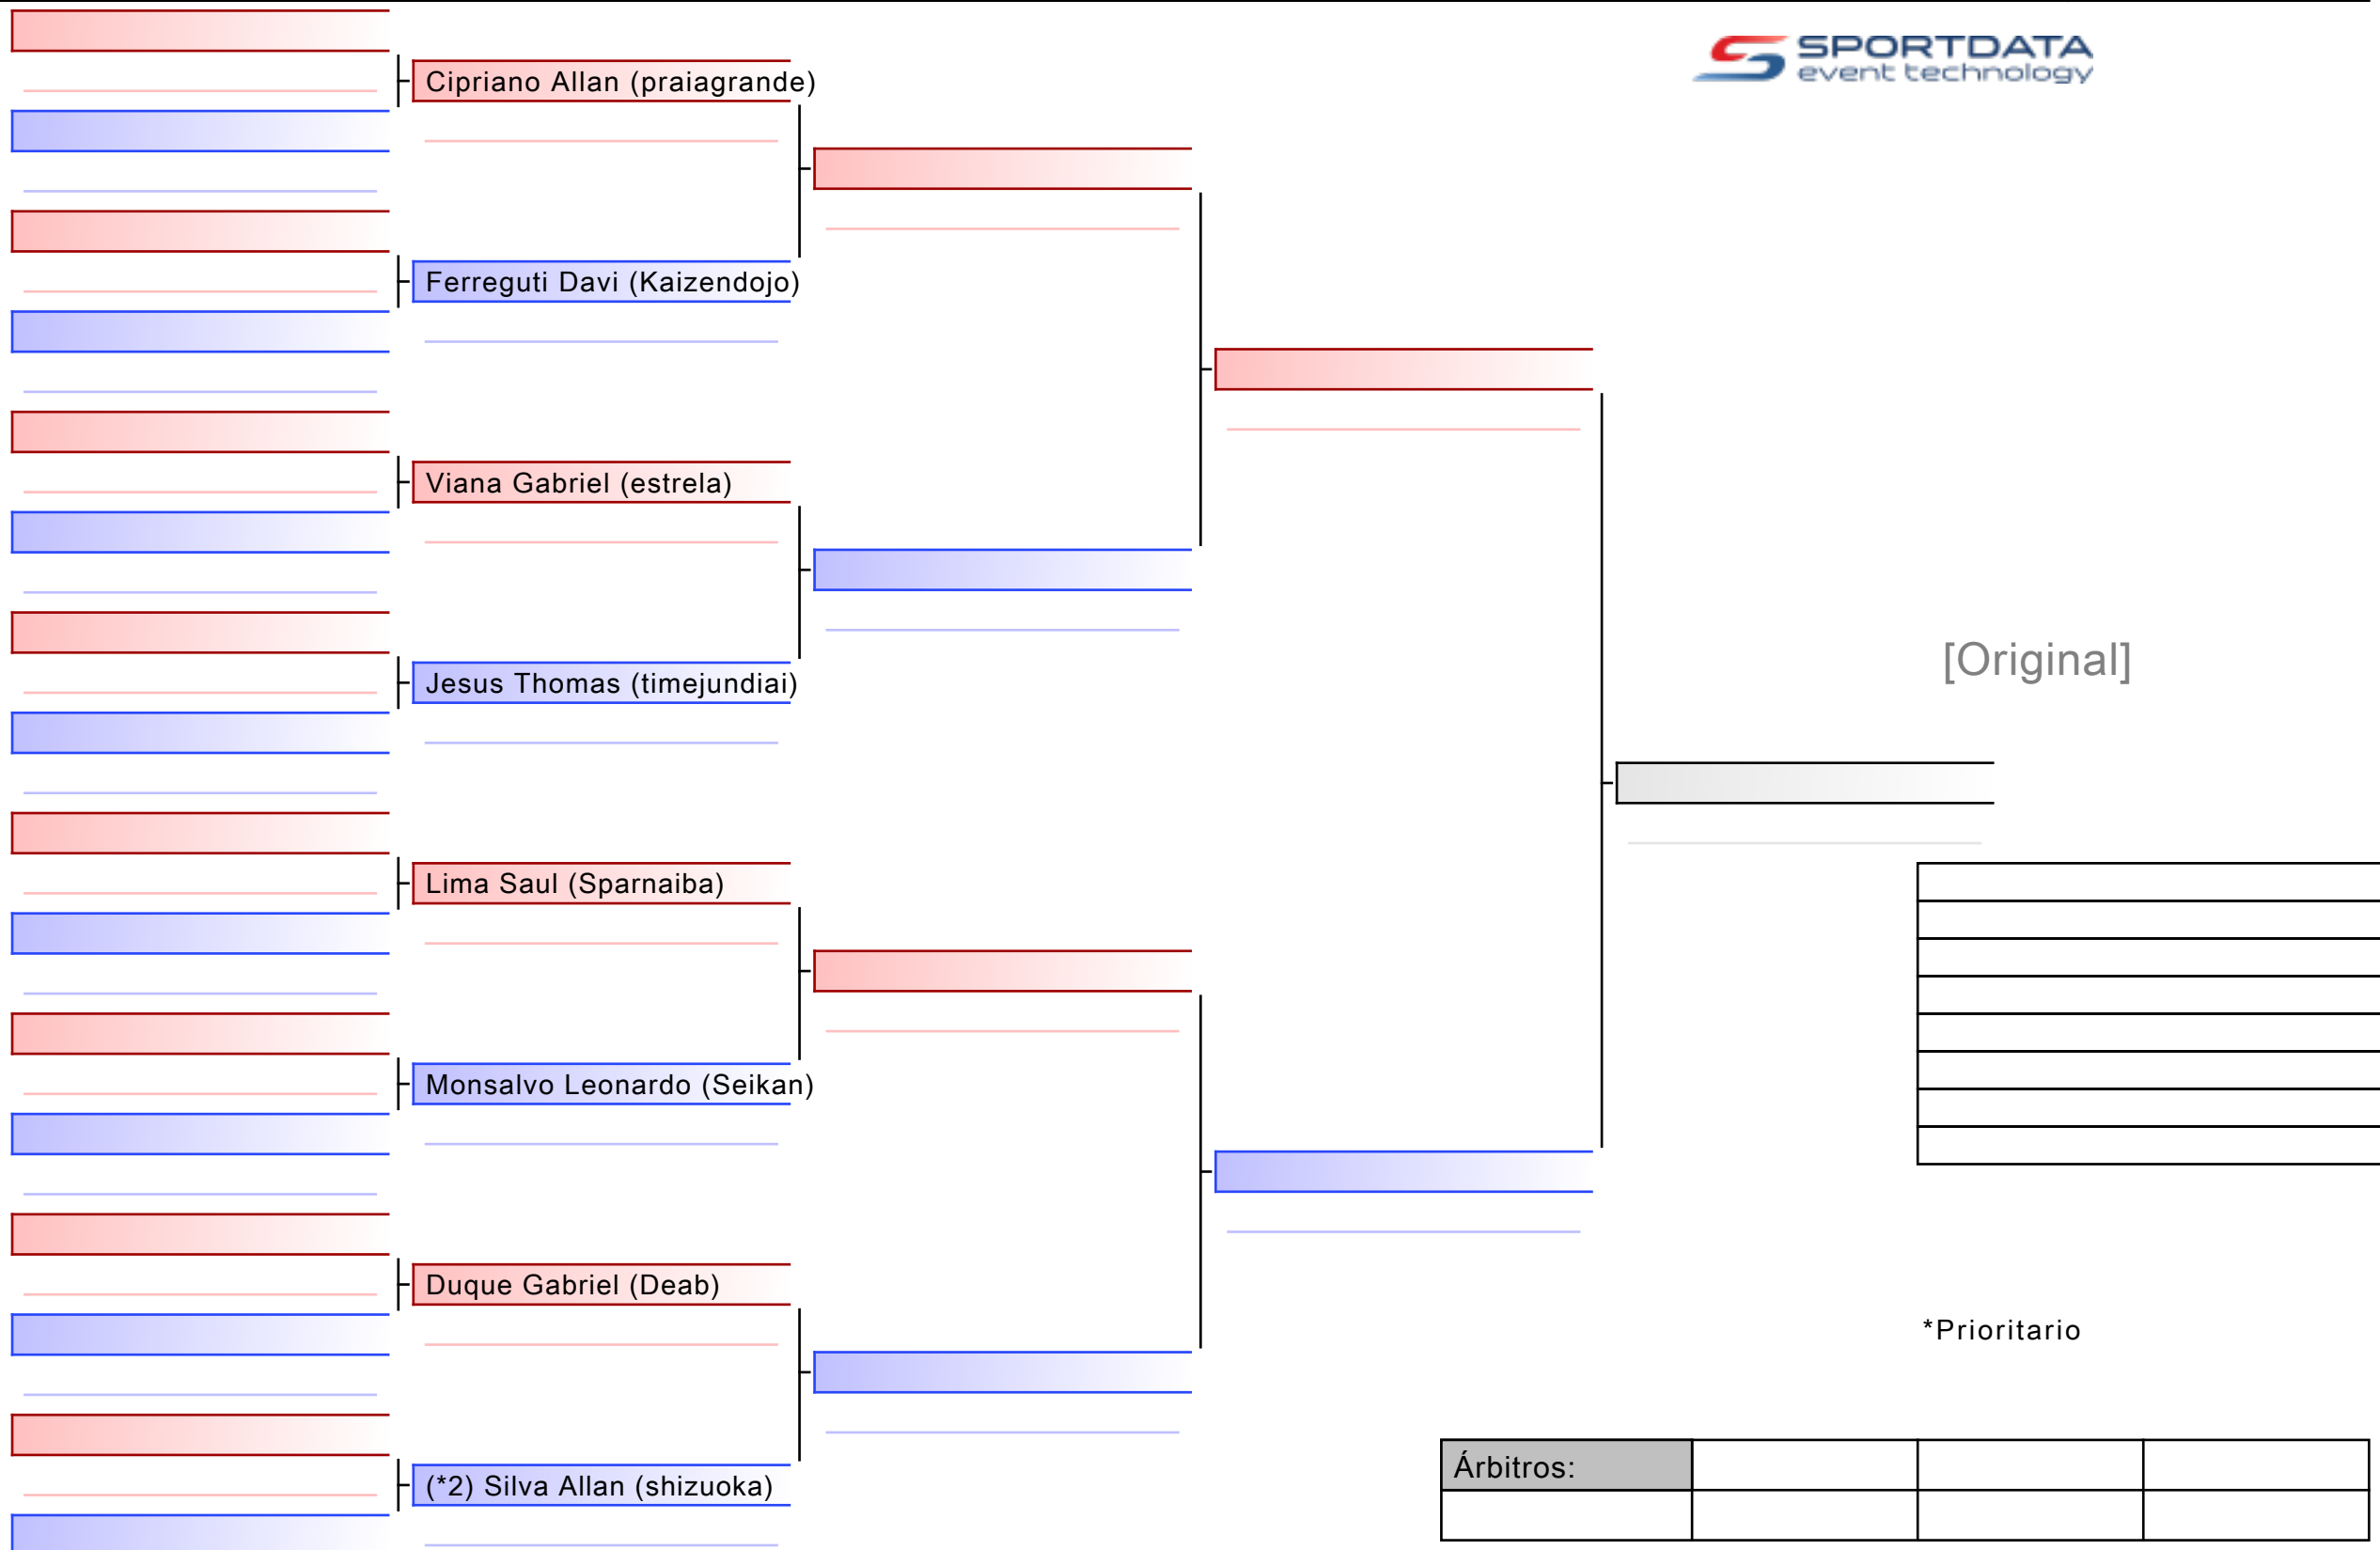 SPORTDATA
event technology
Cipriano Allan (praiagrande)
Ferreguti Davi (Kaizendojo)
Viana Gabriel (estrela)
[Original]
Jesus Thomas (timejundiai)
Lima Saul (Sparnaiba)
Monsalvo Leonardo (Seikan)
Duque Gabriel (Deab)
*Prioritario
Árbitros:
(*2) Silva Allan (shizuoka)